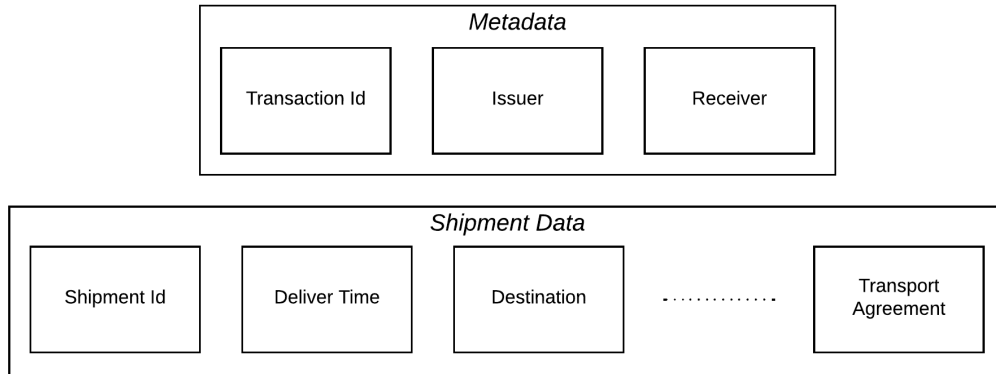 Metadata
Transaction Id
Issuer
Receiver
Shipment Data
Shipment Id
Deliver Time
Destination
Transport
Agreement